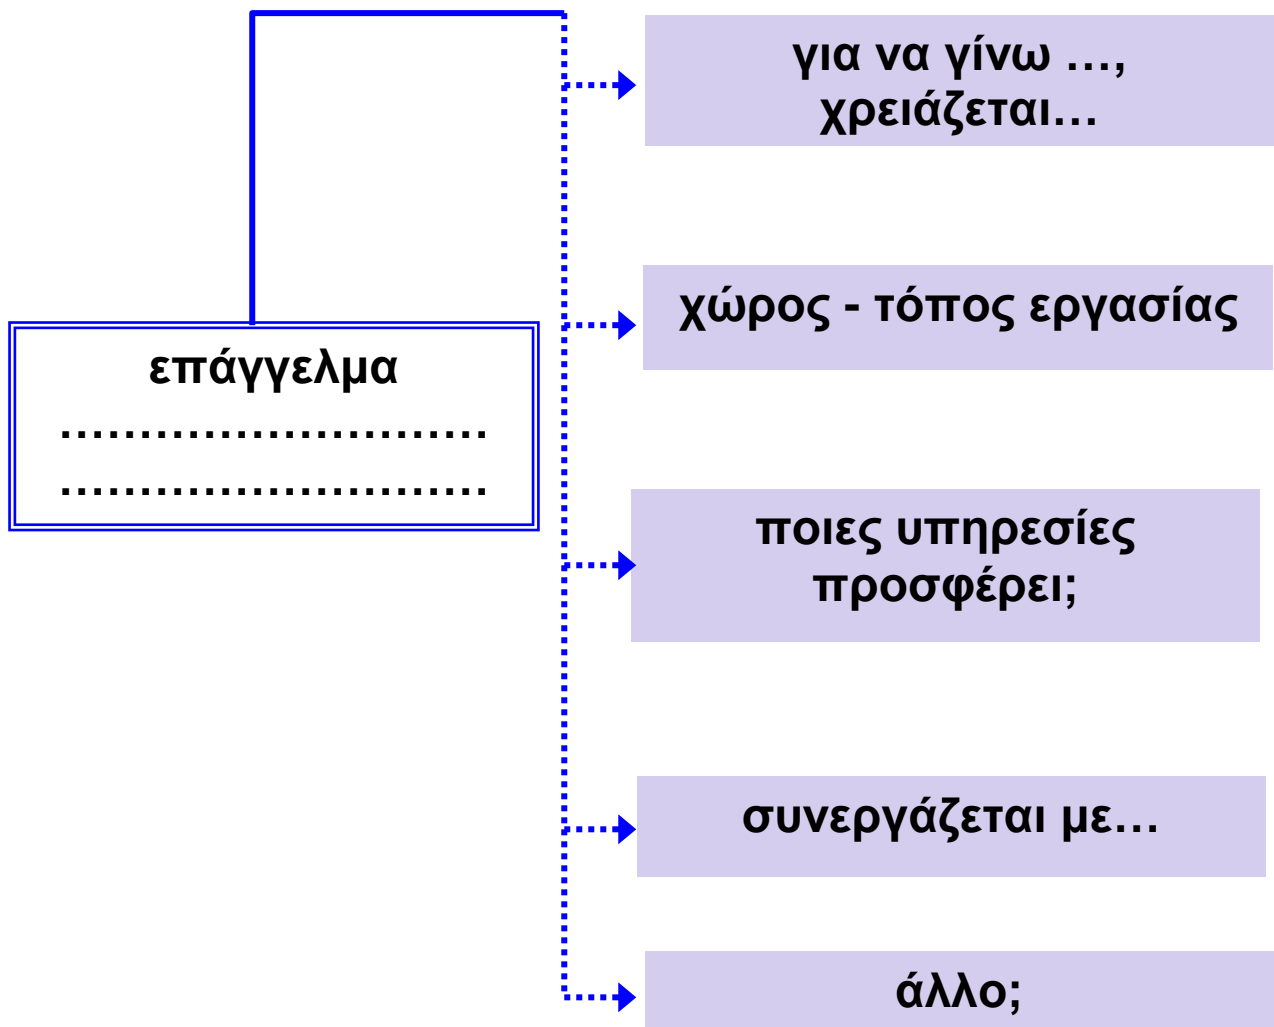 για να γίνω …,
χρειάζεται…
χώρος - τόπος εργασίας
επάγγελμα
………………………
………………………
ποιες υπηρεσίες
προσφέρει;
συνεργάζεται με…
άλλο;